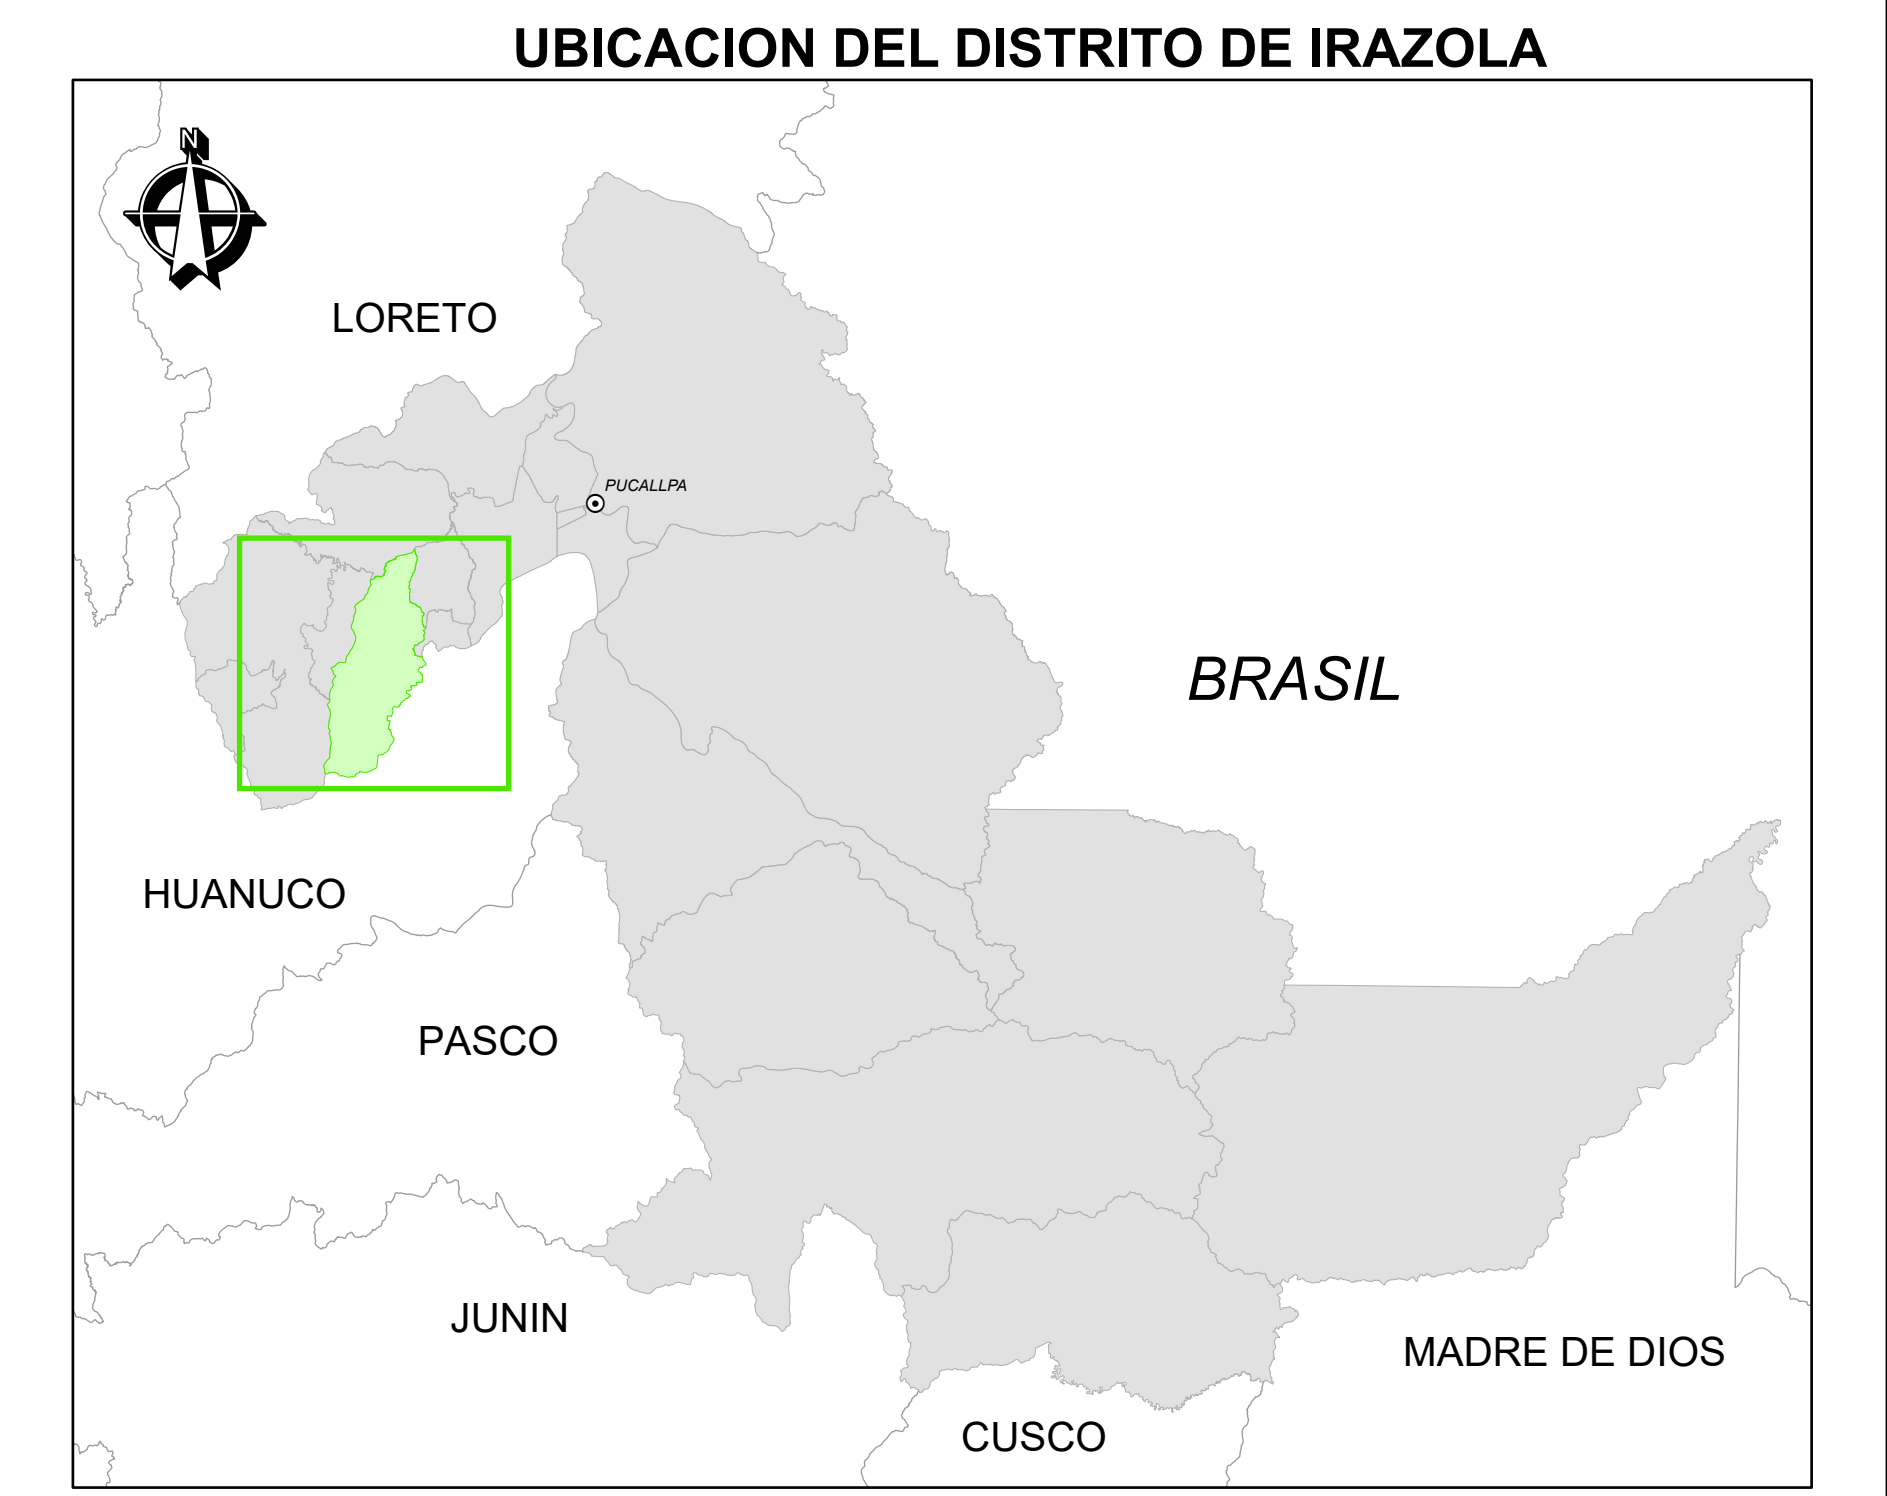 UBICACION DEL DISTRITO DE IRAZOLA
N
LORETO
PUCALLPA
BRASIL
HUANUCO
PASCO
JUNIN
MADRE DE DIOS
CUSCO